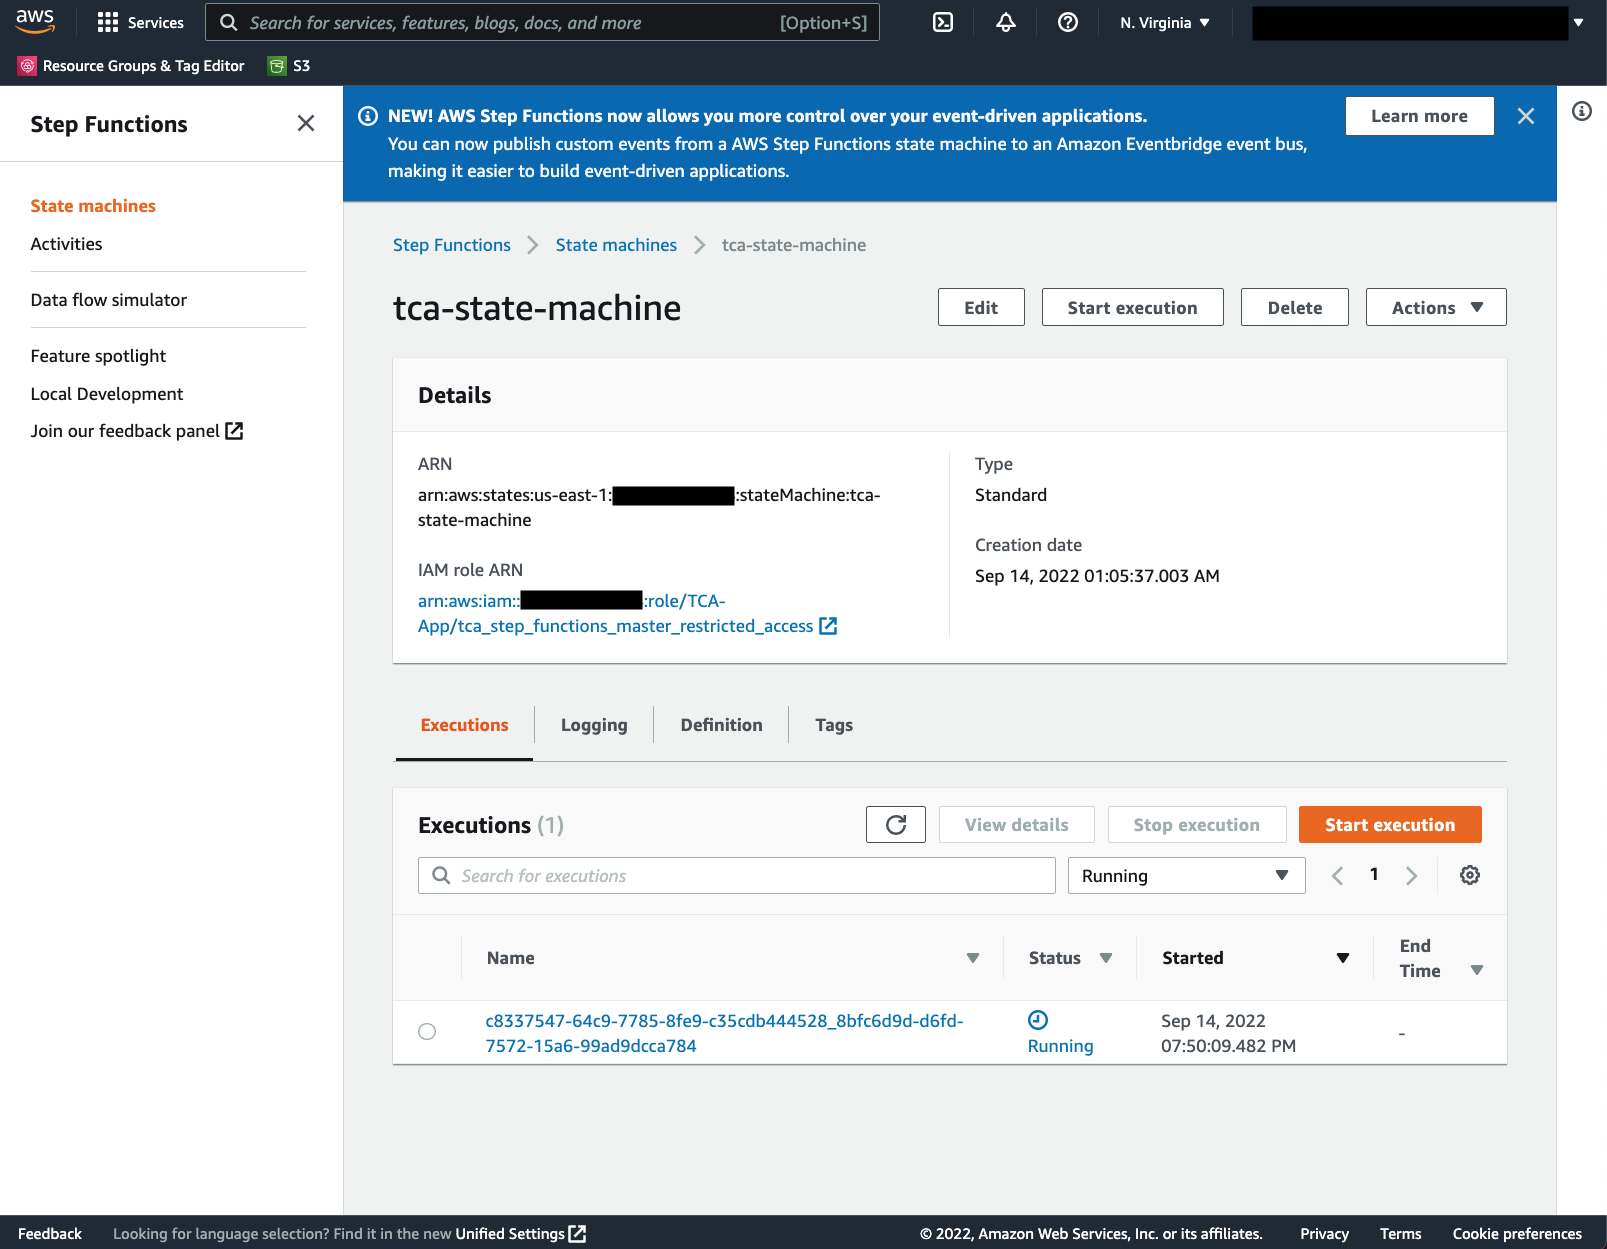 aws
Services
Search for services, features, blogs, docs, and more
[Option+S]
N. Virginia
Resource Groups & Tag Editor
S3
Step Functions
State machines
Activities
Data flow simulator
Feature spotlight
Local Development
Join our feedback panel
NEW! AWS Step Functions now allows you more control over your event-driven applications.
You can now publish custom events from a AWS Step Functions state machine to an Amazon Eventbridge event bus,
making it easier to build event-driven applications.
Learn more
Step Functions
State machines
tca-state-machine
tca-state-machine
Edit
Start execution
Delete
Actions
Details
ARN
arn:aws:states:us-east-1: :stateMachine:tca-
state-machine
IAM role ARN
arn:aws:iam:: :role/TCA-
App/tca_step_functions_master_restricted_access
Type
Standard
Creation date
Sep 14, 2022 01:05:37.003 AM
Executions
Logging
Definition
Tags
Executions (1)
View details
Stop execution
Start execution
Search for executions
Running
1
Name
Status
Started
End
Time
c8337547-64c9-7785-8fe9-c35cdb444528_8bfc6d9d-d6fd-
7572-15a6-99ad9dcca784
Running
Sep 14, 2022
07:50:09.482 PM
-
Feedback
Looking for language selection? Find it in the new Unified Settings
© 2022, Amazon Web Services, Inc. or its affiliates.
Privacy
Terms
Cookie preferences